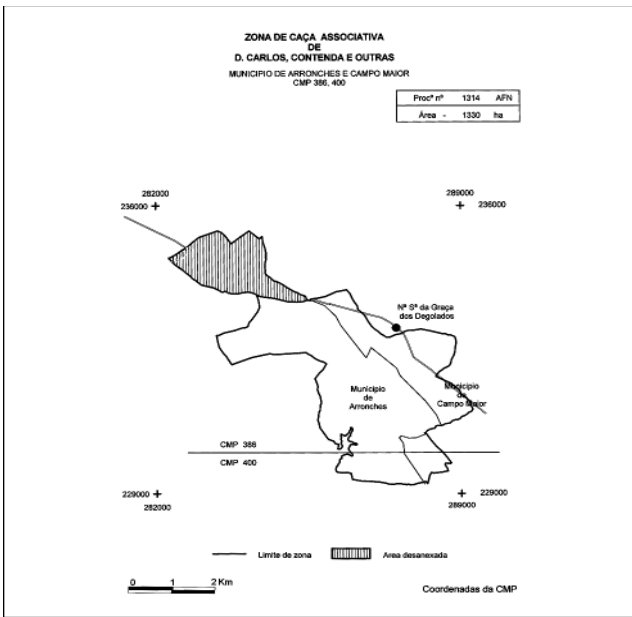 ZONA DE CAÇA ASSOCIATIVA
DE
D. CARLOS, CONTENDA E OUTRAS
MUNICIPIO DE ARRONCHES E CAMPO MAIOR
CMP 386, 400
Procº nº 1314 AFN
Área - 1330 ha
282000
236000
289000
236000
Nª Sª da Graça
dos Degolados
Municipio
de
Arronches
Municipio
de
Campo Maior
CMP 386
CMP 400
229000
282000
229000
289000
Limite de zona
Area desanexada
0 1 2 Km
Coordenadas da CMP